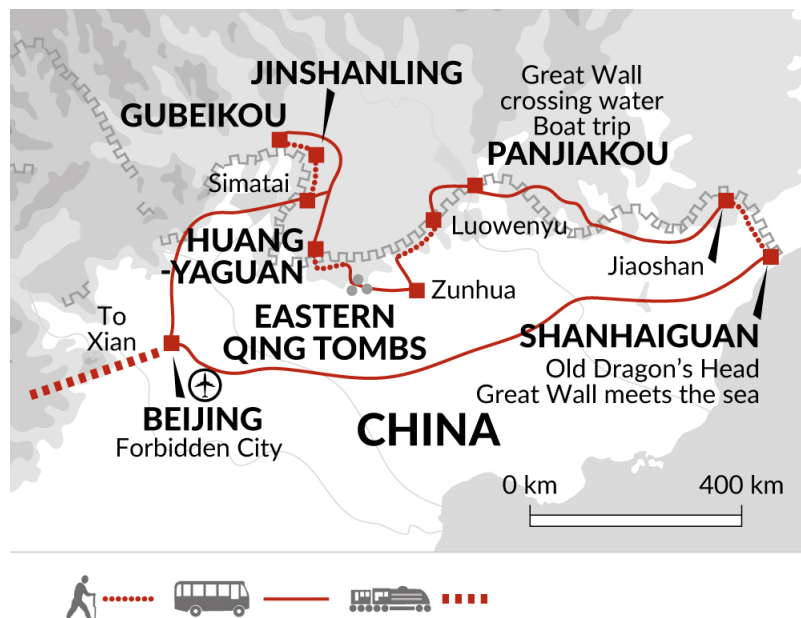 JINSHANLING
GUBEIKOU
Great Wall
crossing water
Boat trip
PANJIAKOU
Simatai
Luowenyu
HUANG
-YAGUAN
Jiaoshan
Zunhua
To
Xian
EASTERN
QING TOMBS
SHANHAIGUAN
Old Dragon's Head
Great Wall meets the sea
BEIJING
Forbidden City
CHINA
0 km 400 km